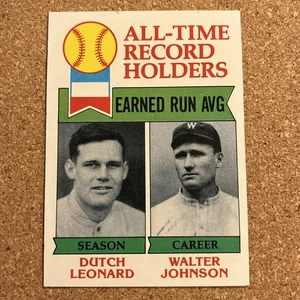 ALL-TIME
RECORD
HOLDERS
EARNED RUN AVG
W
SEASON
CAREER
DUTCH
LEONARD
WALTER
JOHNSON